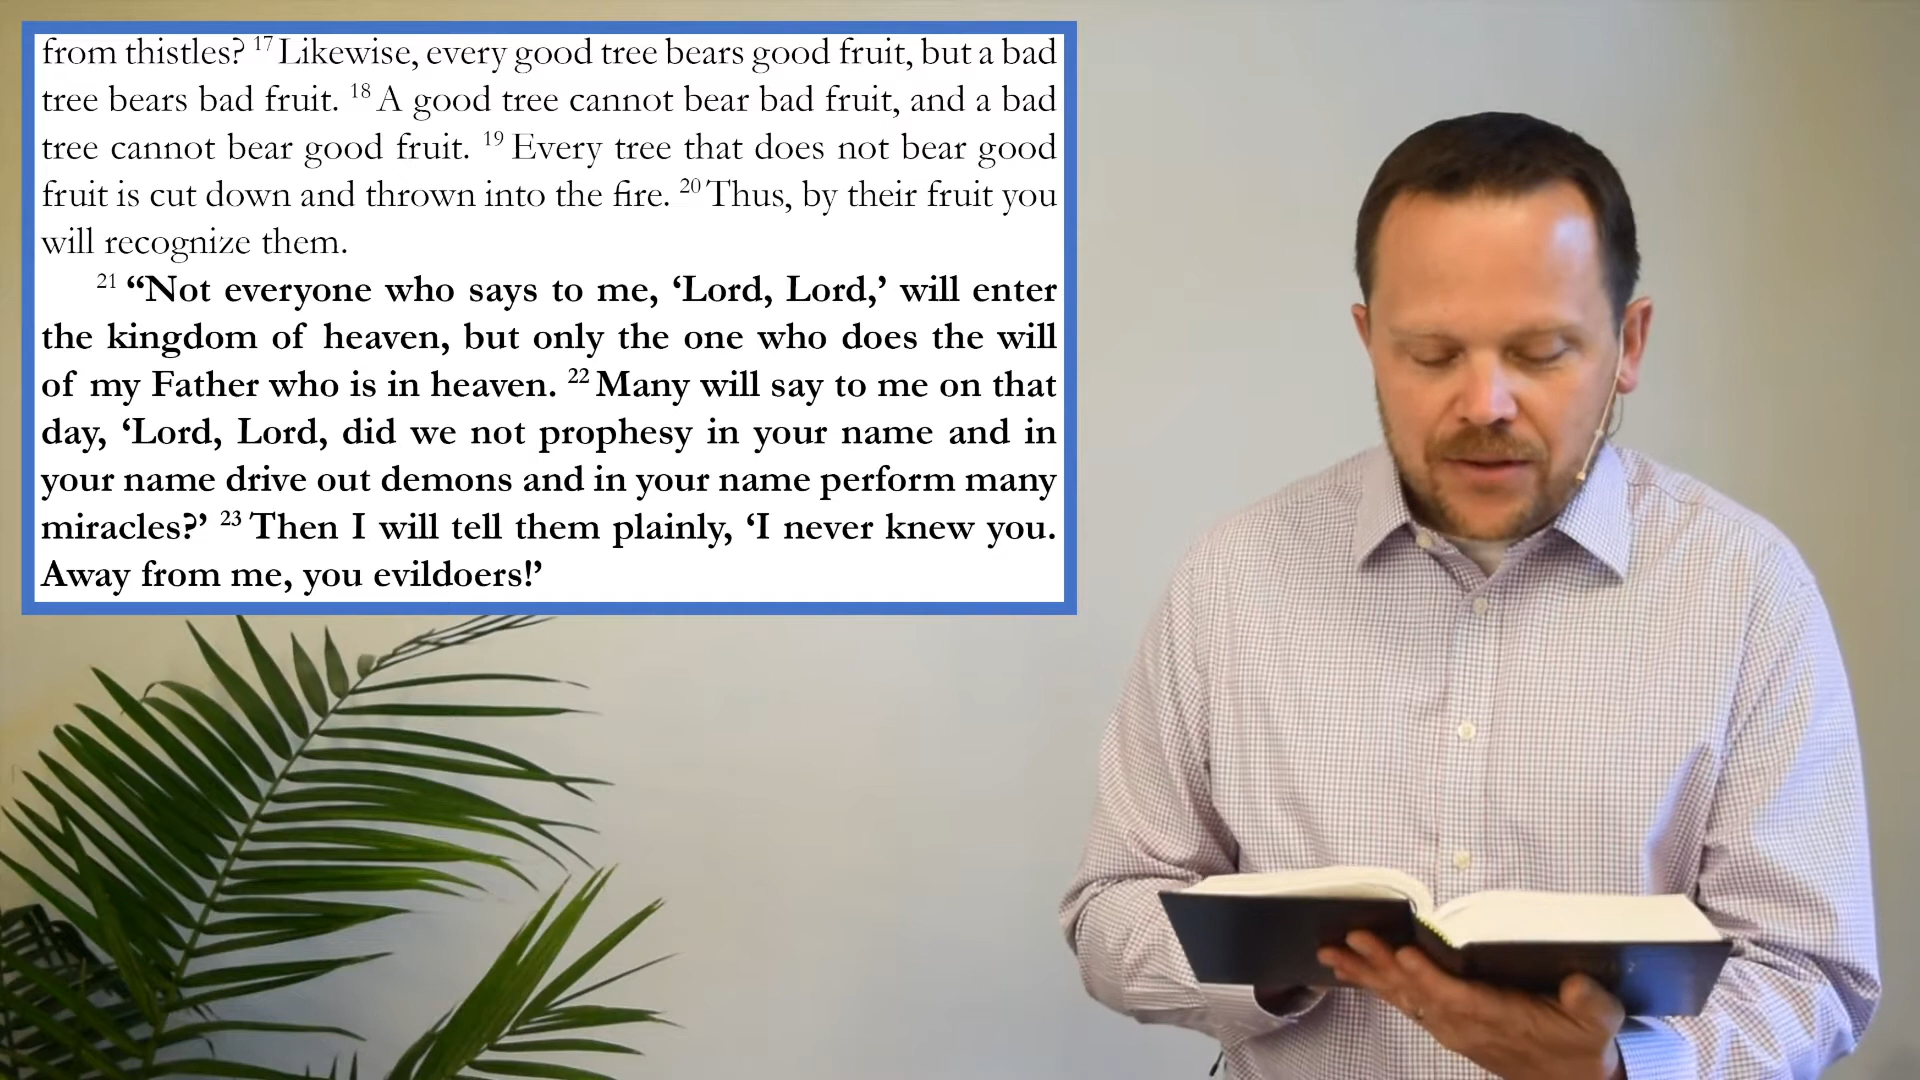 from thistles? 17 Likewise, every good tree bears good fruit, but a bad
tree bears bad fruit. 18 A good tree cannot bear bad fruit, and a bad
tree cannot bear good fruit. 19 Every tree that does not bear good
fruit is cut down and thrown into the fire. 20 Thus, by their fruit you
will recognize them.
21 “Not everyone who says to me, ‘Lord, Lord,’ will enter
the kingdom of heaven, but only the one who does the will
of my Father who is in heaven. 22 Many will say to me on that
day, ‘Lord, Lord, did we not prophesy in your name and in
your name drive out demons and in your name perform many
miracles?’ 23 Then I will tell them plainly, ‘I never knew you.
Away from me, you evildoers!’